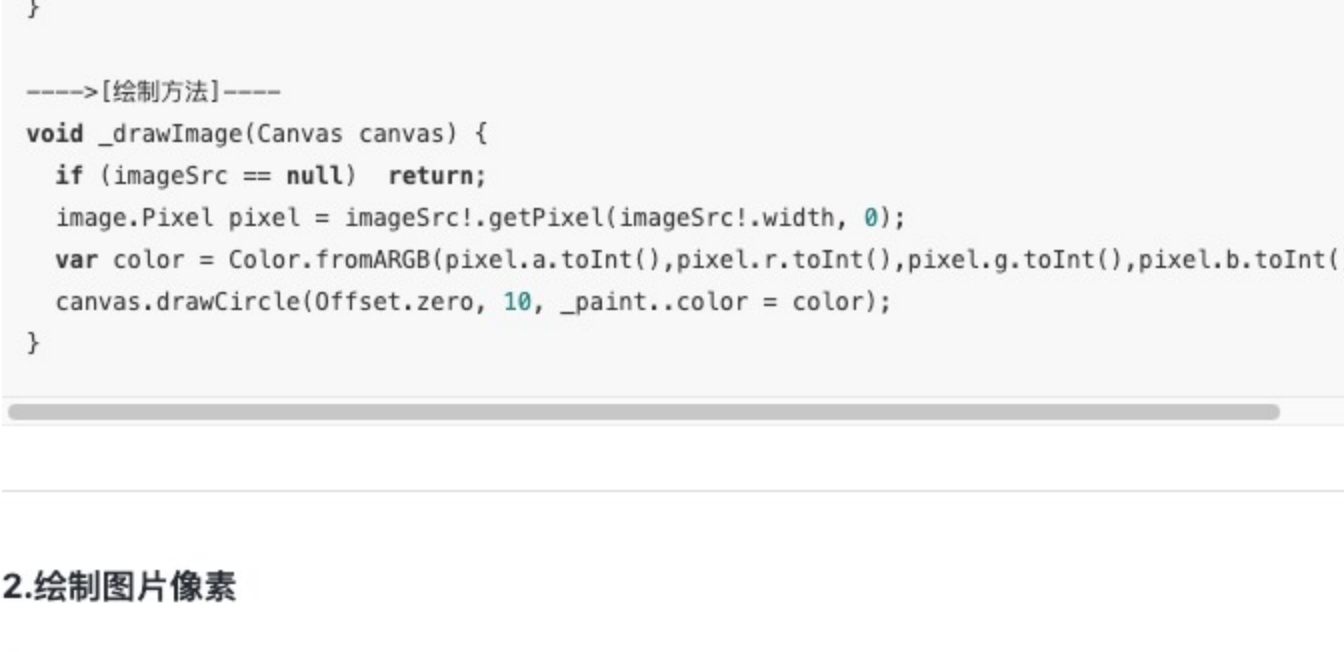 }
---->[绘制方法]----
void _drawImage(Canvas canvas) {
  if (imageSrc == null)  return;
  image.Pixel pixel = imageSrc!.getPixel(imageSrc!.width, 0);
  var color = Color.fromARGB(pixel.a.toInt(),pixel.r.toInt(),pixel.g.toInt(),pixel.b.toInt(
  canvas.drawCircle(Offset.zero, 10, _paint..color = color);
}
2.绘制图片像素